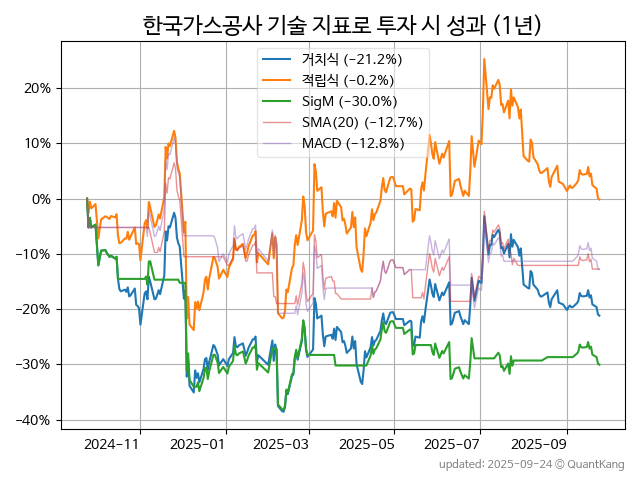 한국가스공사 기술 지표로 투자 시 성과 (1년)
거치식 (−21.2%)
적립식 (−0.2%)
SigM (−30.0%)
SMA(20) (−12.7%)
MACD (−12.8%)
20%
10%
0%
−10%
−20%
−30%
−40%
2024-11 2025-01 2025-03 2025-05 2025-07 2025-09
updated: 2025-09-24 © QuantKang